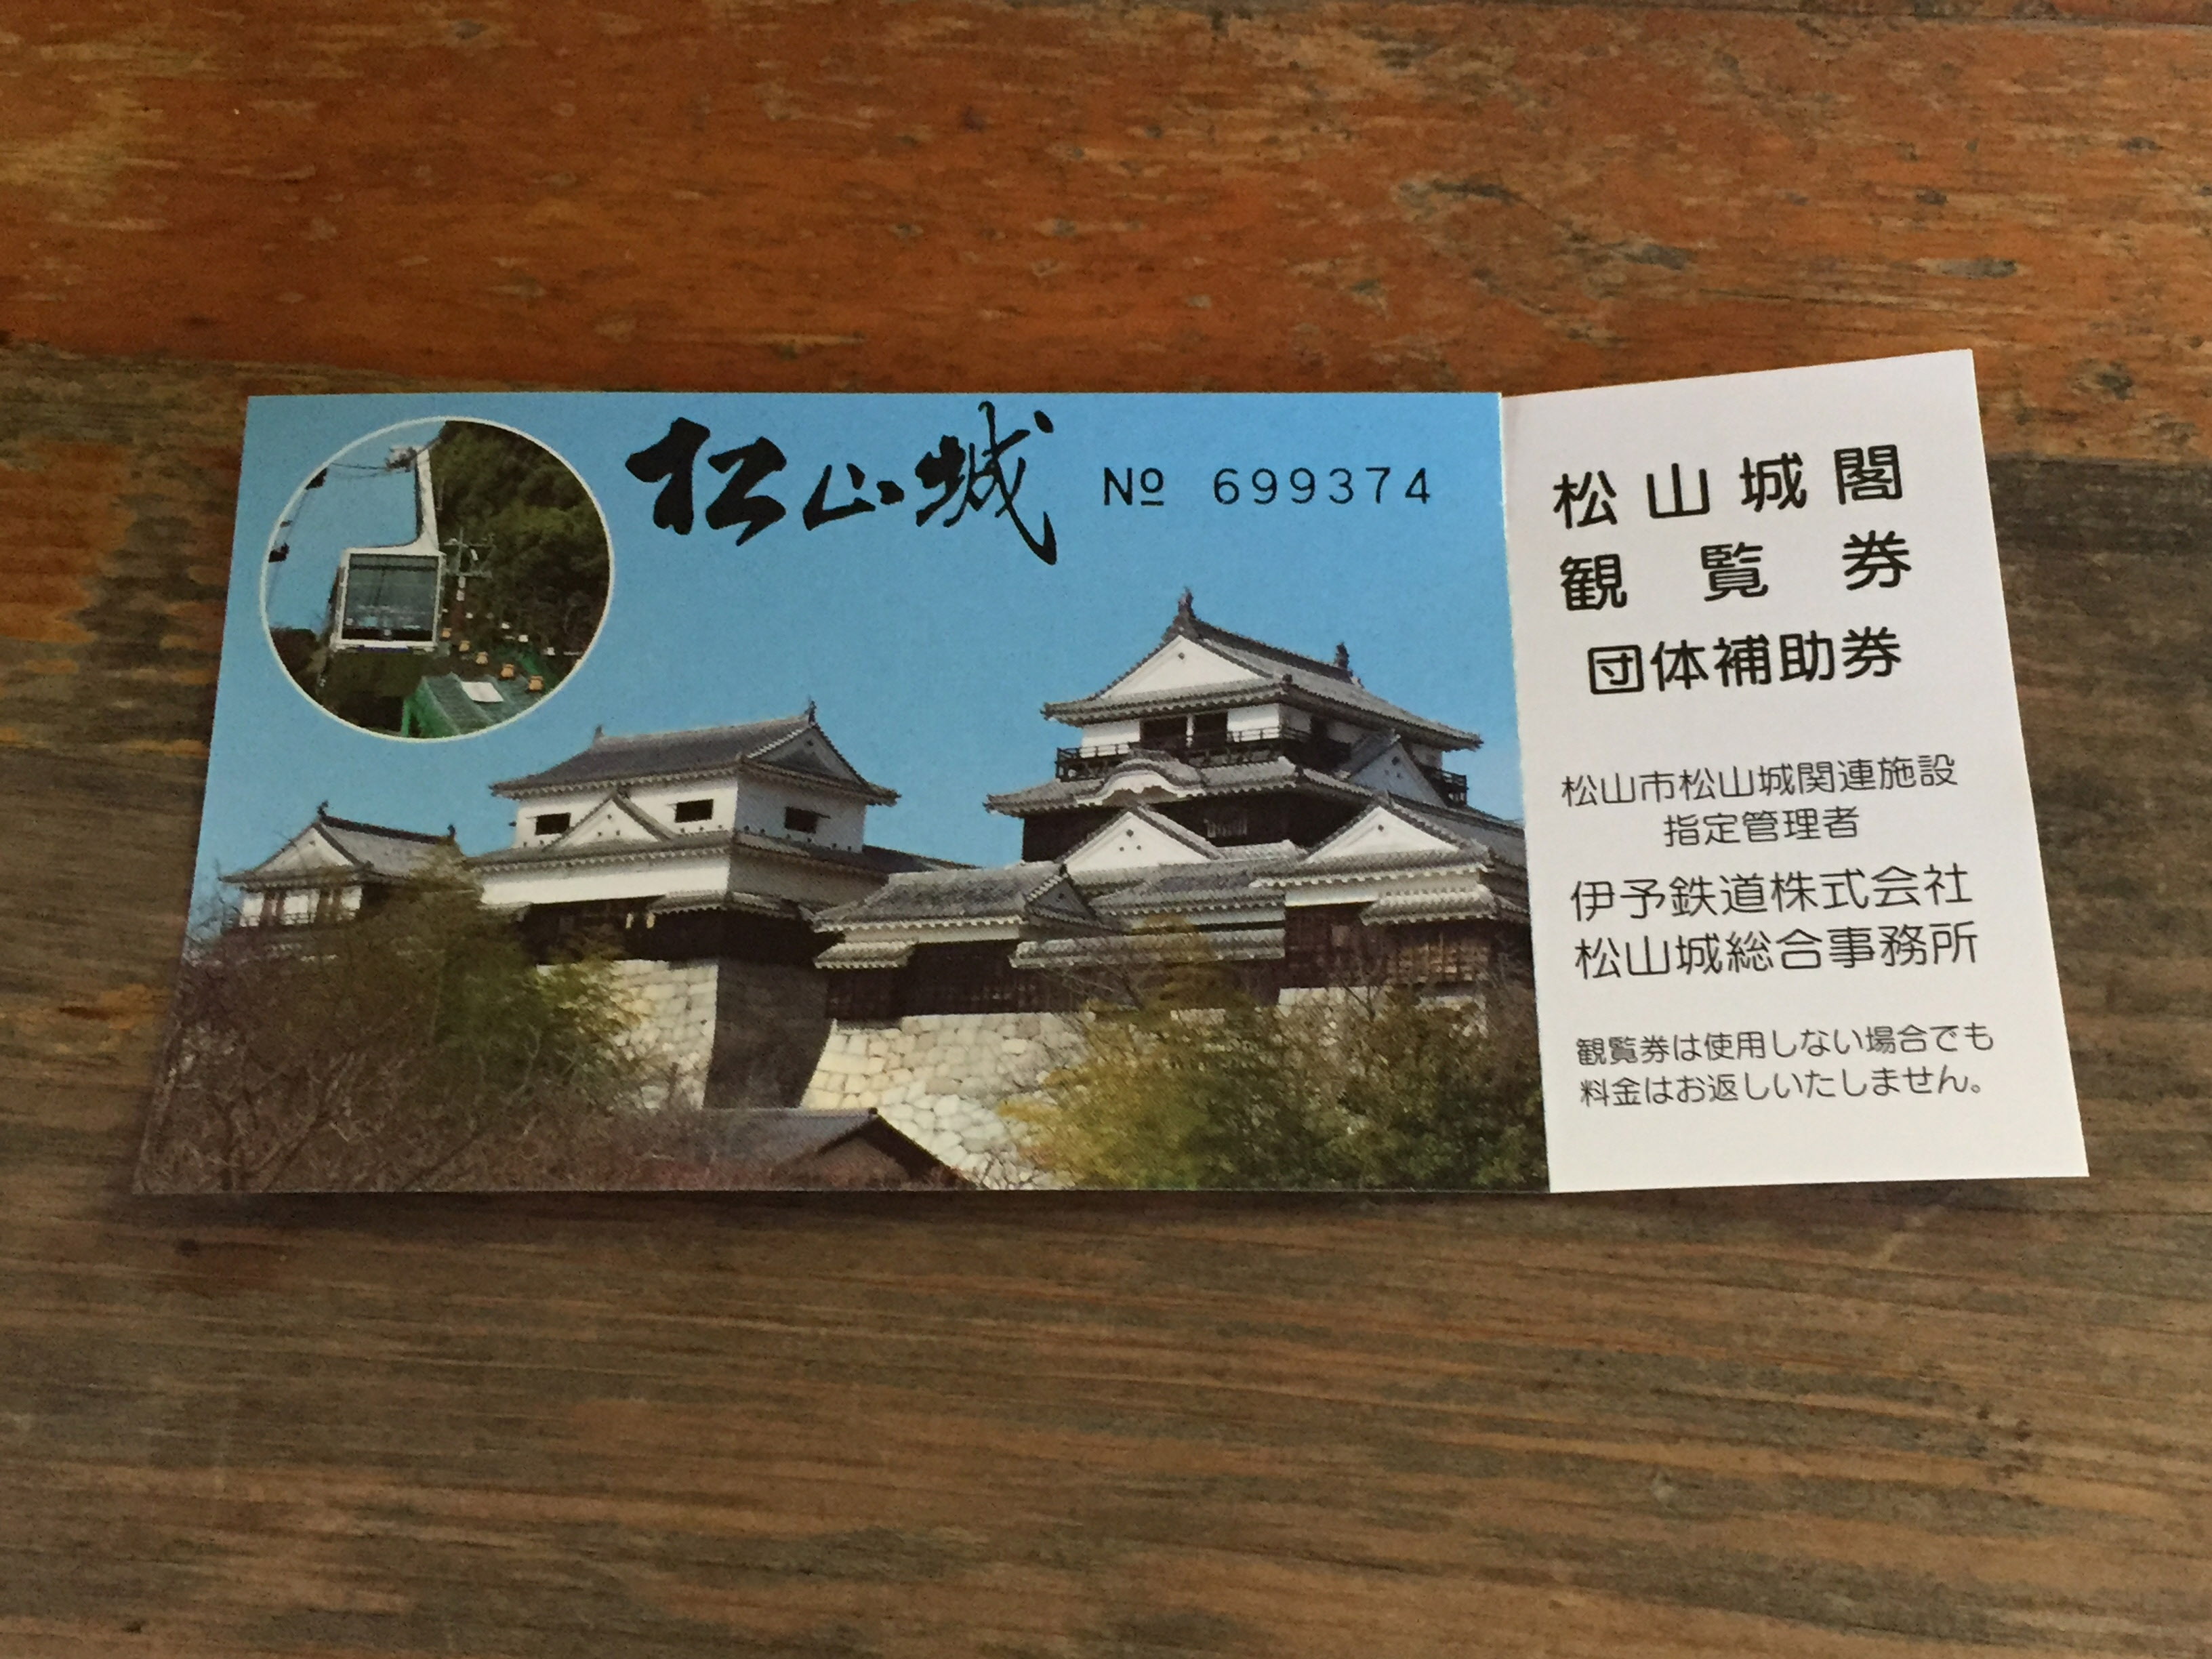 松山城
№ 699374
松山城閣
観覧券
団体補助券
松山市松山城関連施設
指定管理者
伊予鉄道株式会社
松山城総合事務所
観覧券は使用しない場合でも
料金はお返しいたしません。